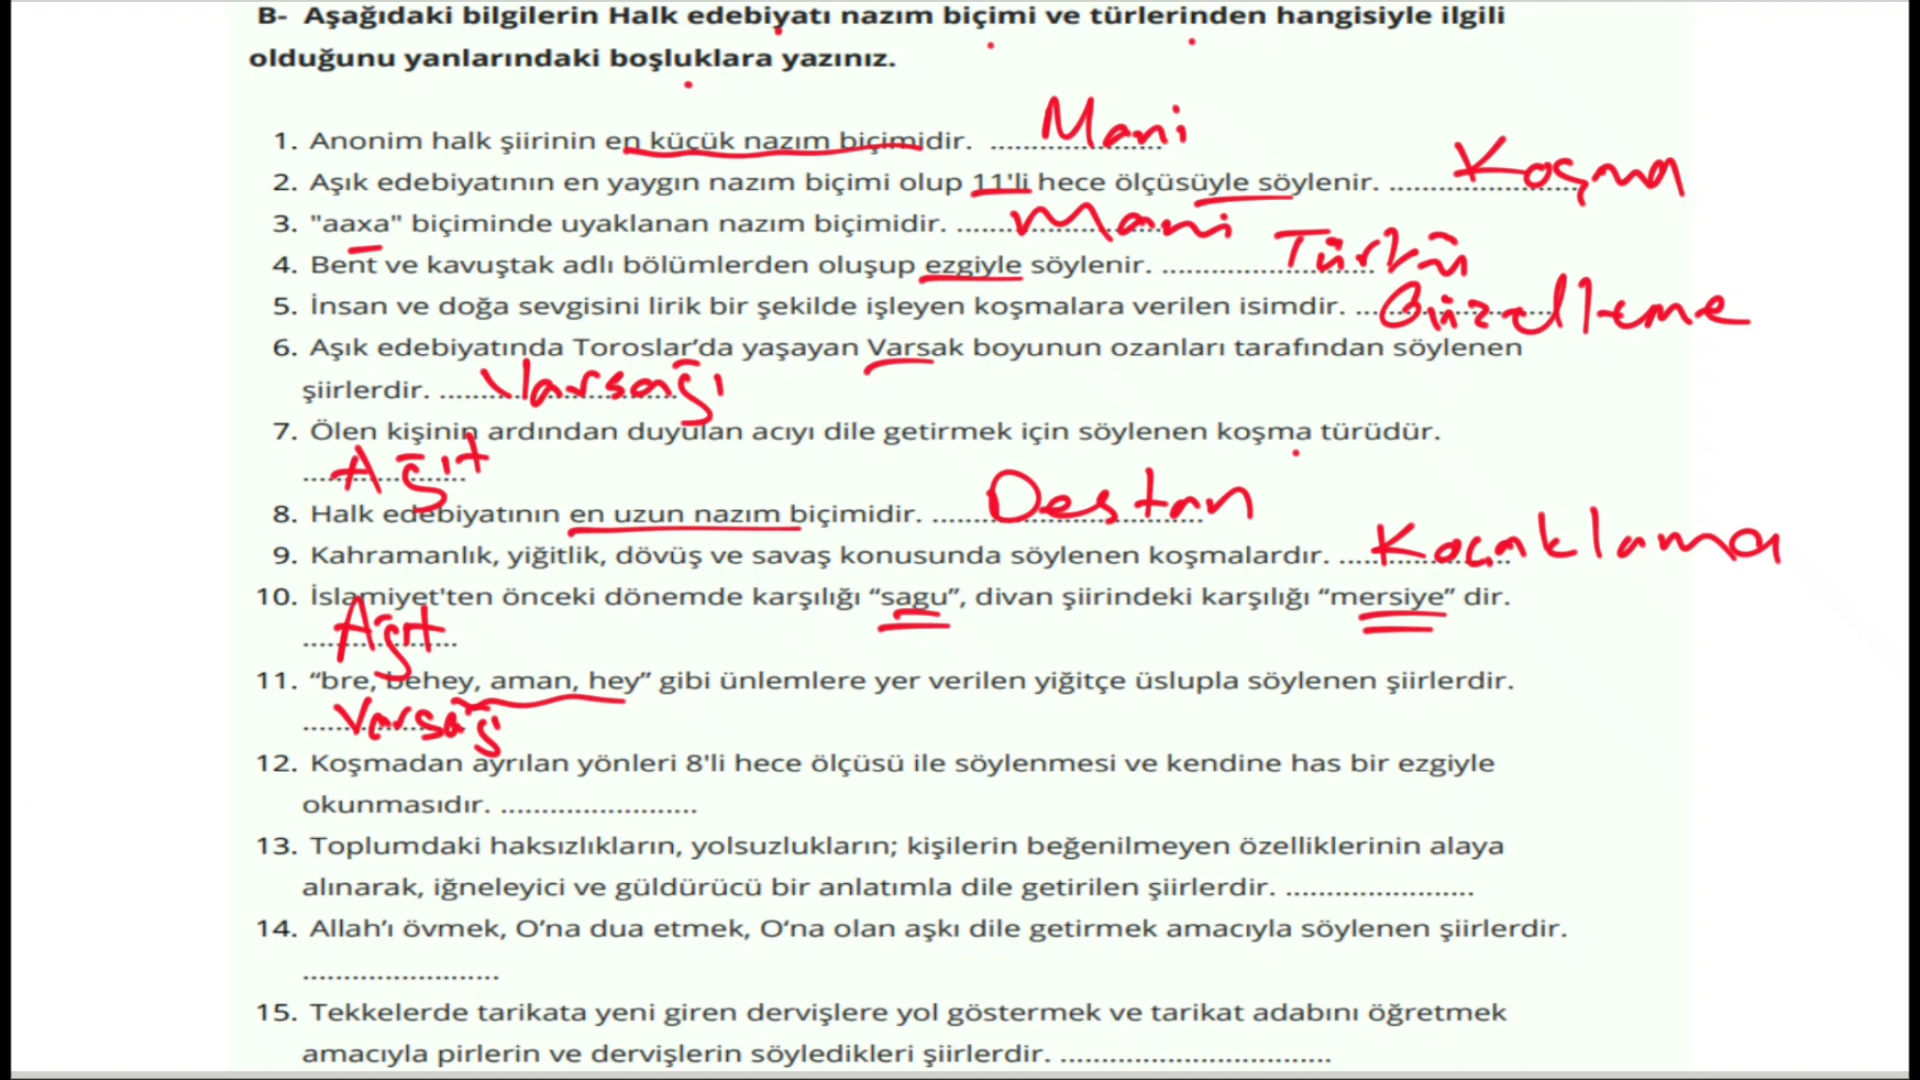 B- Aşağıdaki bilgilerin Halk edebiyatı nazım biçimi ve türlerinden hangisiyle ilgili
olduğunu yanlarındaki boşluklara yazınız.
1. Anonim halk şiirinin en küçük nazım biçimidir. ..................... Mani
2. Aşık edebiyatının en yaygın nazım biçimi olup 11'li hece ölçüsüyle söylenir. ....................... Koşma
3. "aaxa" biçiminde uyaklanan nazım biçimidir. ........................ Mani
4. Bent ve kavuştak adlı bölümlerden oluşup ezgiyle söylenir. .......................... Türkü
5. İnsan ve doğa sevgisini lirik bir şekilde işleyen koşmalara verilen isimdir. ........................ Güzelleme
6. Aşık edebiyatında Toroslar’da yaşayan Varsak boyunun ozanları tarafından söylenen
şiirlerdir. ............................. Varsağı
7. Ölen kişinin ardından duyulan acıyı dile getirmek için söylenen koşma türüdür.
.................... Ağıt
8. Halk edebiyatının en uzun nazım biçimidir. ................................. Destan
9. Kahramanlık, yiğitlik, dövüş ve savaş konusunda söylenen koşmalardır. ..................... Koçaklama
10. İslamiyet'ten önceki dönemde karşılığı “sagu”, divan şiirindeki karşılığı “mersiye” dir.
................... Ağıt
11. “bre, behey, aman, hey” gibi ünlemlere yer verilen yiğitçe üslupla söylenen şiirlerdir.
.................... Varsağı
12. Koşmadan ayrılan yönleri 8'li hece ölçüsü ile söylenmesi ve kendine has bir ezgiyle
okunmasıdır. ........................
13. Toplumdaki haksızlıkların, yolsuzlukların; kişilerin beğenilmeyen özelliklerinin alaya
alınarak, iğneleyici ve güldürücü bir anlatımla dile getirilen şiirlerdir. .......................
14. Allah’ı övmek, O’na dua etmek, O’na olan aşkı dile getirmek amacıyla söylenen şiirlerdir.
........................
15. Tekkelerde tarikata yeni giren dervişlere yol göstermek ve tarikat adabını öğretmek
amacıyla pirlerin ve dervişlerin söyledikleri şiirlerdir. .................................